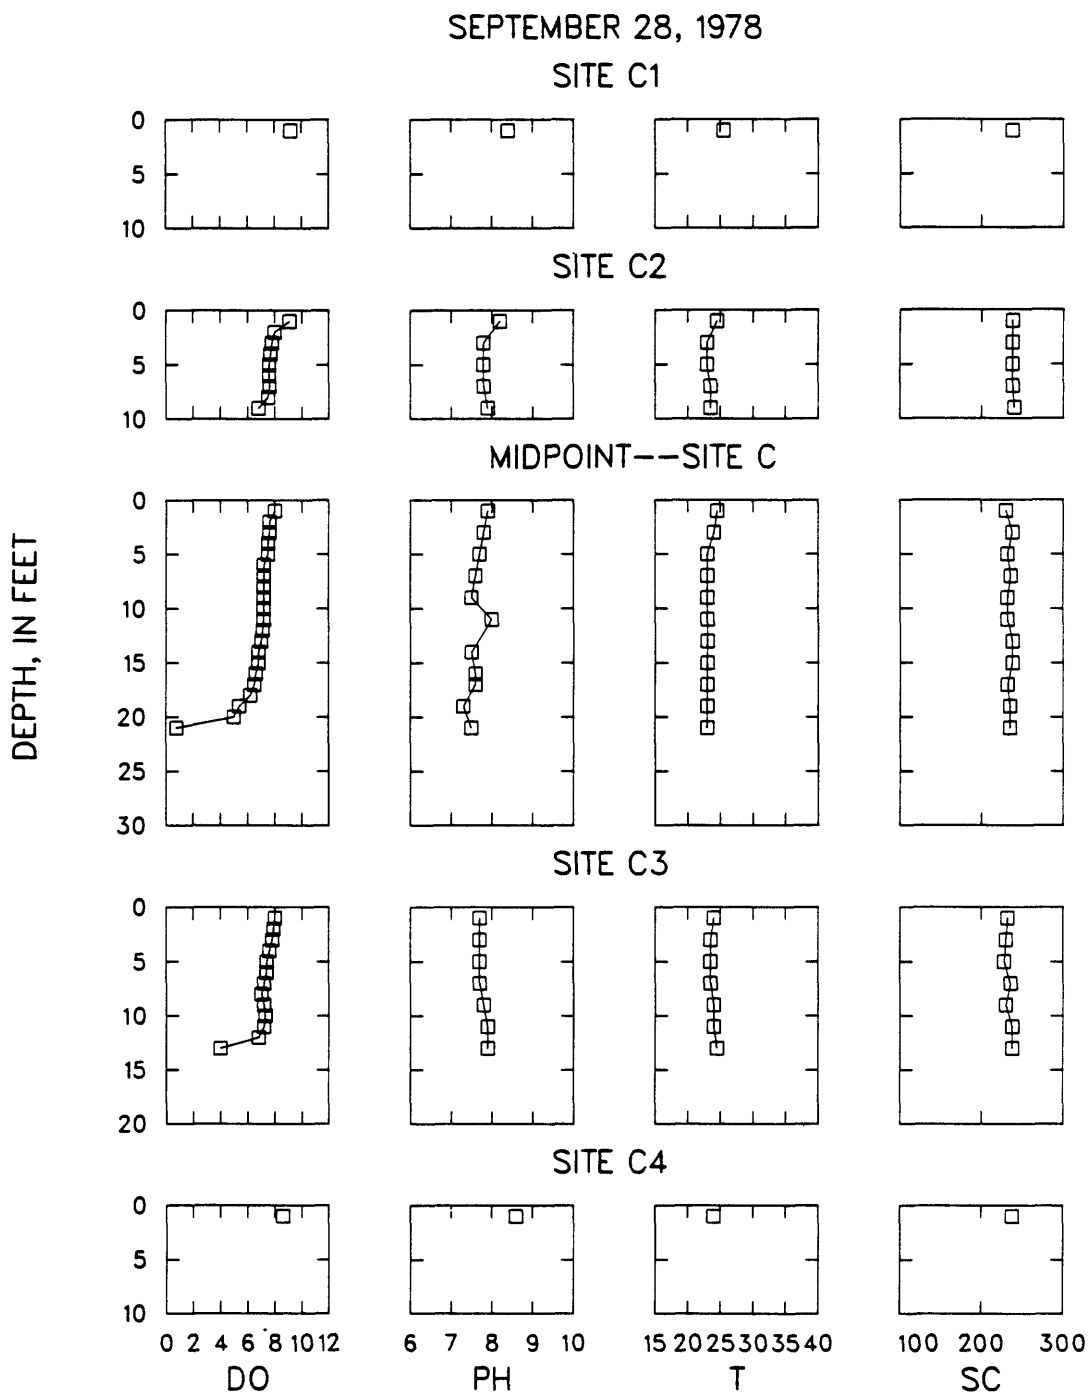 SEPTEMBER 28, 1978
SITE C1
0
5
10
SITE C2
0
5
10
MIDPOINT--SITE C
0
5
10
15
20
25
30
DEPTH, IN FEET
SITE C3
0
5
10
15
20
SITE C4
0
5
10
0 2 4 6 8 10 12 6 7 8 9 10 15 20 25 30 35 40 100 200 300
DO PH T SC